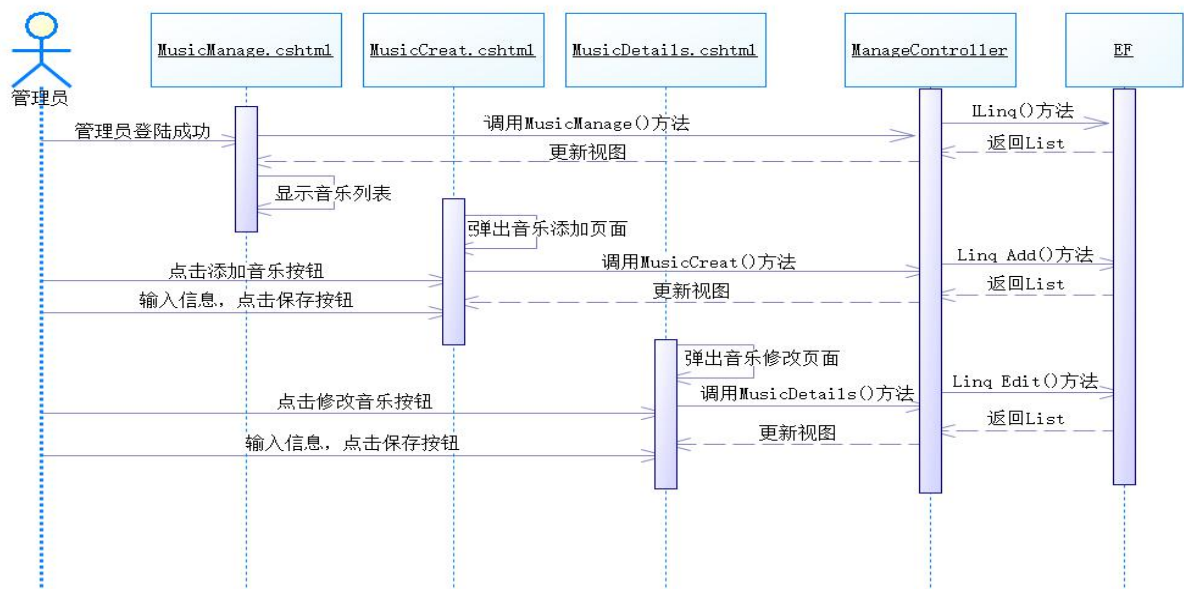 MusicManage.cshtml
MusicCreat.cshtml
MusicDetails.cshtml
ManageController
EF
管理员
管理员登陆成功
调用MusicManage()方法
ILinq()方法
更新视图
返回List
显示音乐列表
弹出音乐添加页面
点击添加音乐按钮
调用MusicCreat()方法
Linq Add()方法
输入信息，点击保存按钮
更新视图
返回List
弹出音乐修改页面
点击修改音乐按钮
调用MusicDetails()方法
Linq Edit()方法
输入信息，点击保存按钮
更新视图
返回List